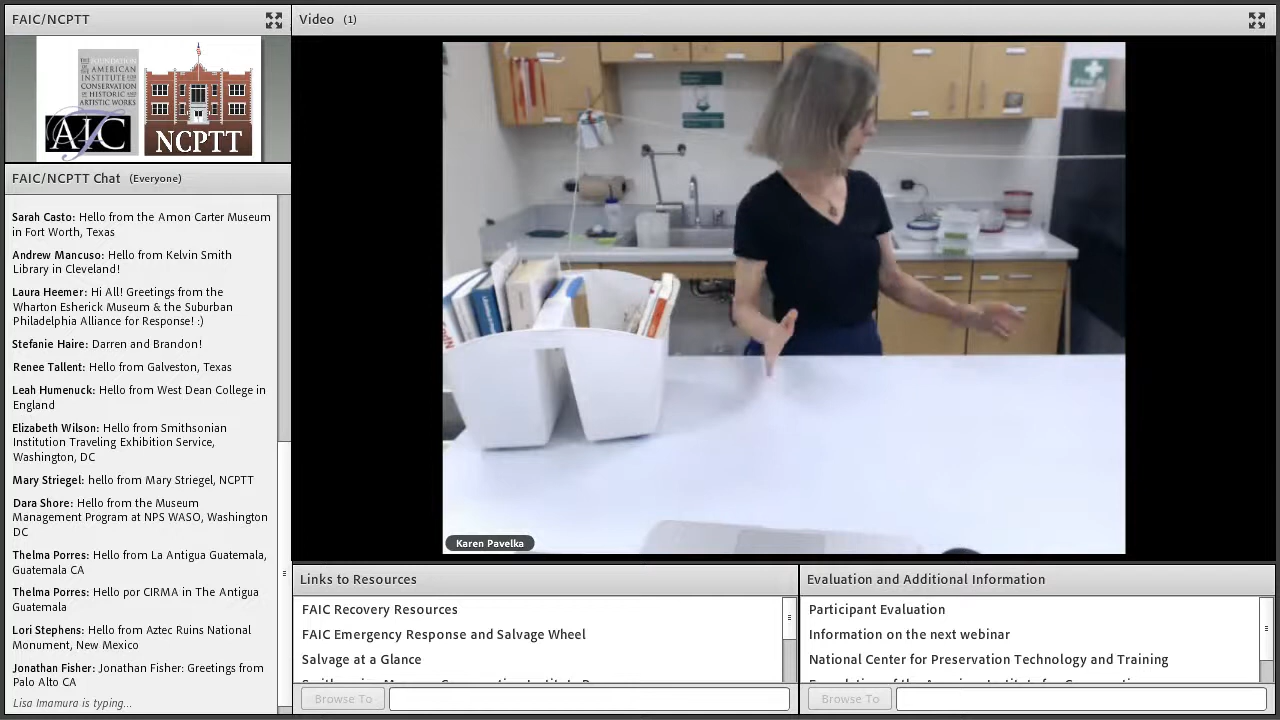 FAIC/NCPTT
THE FOUNDATION
OF THE AMERICAN
INSTITUTE FOR
CONSERVATION
OF HISTORIC AND
ARTISTIC WORKS
AIC
NCPTT
FAIC/NCPTT Chat (Everyone)
Sarah Casto: Hello from the Amon Carter Museum
in Fort Worth, Texas
Andrew Mancuso: Hello from Kelvin Smith
Library in Cleveland!
Laura Heemer: Hi All! Greetings from the
Wharton Esherick Museum & the Suburban
Philadelphia Alliance for Response! :)
Stefanie Haire: Darren and Brandon!
Renee Tallent: Hello from Galveston, Texas
Leah Humenuck: Hello from West Dean College in
England
Elizabeth Wilson: Hello from Smithsonian
Institution Traveling Exhibition Service,
Washington, DC
Mary Striegel: hello from Mary Striegel, NCPTT
Dara Shore: Hello from the Museum
Management Program at NPS WASO, Washington
DC
Thelma Porres: Hello from La Antigua Guatemala,
Guatemala CA
Thelma Porres: Hello por CIRMA in The Antigua
Guatemala
Lori Stephens: Hello from Aztec Ruins National
Monument, New Mexico
Jonathan Fisher: Jonathan Fisher: Greetings from
Palo Alto CA
Lisa Imamura is typing.
Video (1)
Karen Pavelka
Links to Resources
FAIC Recovery Resources
FAIC Emergency Response and Salvage Wheel
Salvage at a Glance
Browse To
Evaluation and Additional Information
Participant Evaluation
Information on the next webinar
National Center for Preservation Technology and Training
Browse To